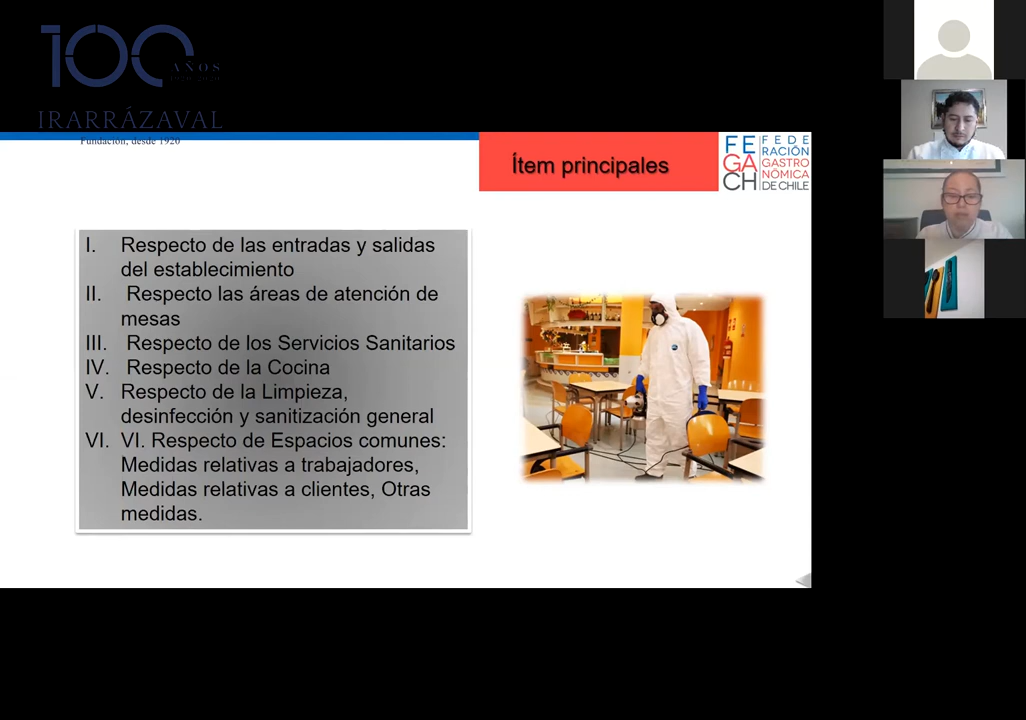 100
AÑOS
IRARRÁZAVAL
Fundación, desde 1920
Ítem principales
FE
GA
CH
FEDE
RACIÓN
GASTRO
NÓMICA
DE CHILE
I. Respecto de las entradas y salidas
del establecimiento
II. Respecto las áreas de atención de
mesas
III. Respecto de los Servicios Sanitarios
IV. Respecto de la Cocina
V. Respecto de la Limpieza,
desinfección y sanitización general
VI. VI. Respecto de Espacios comunes:
Medidas relativas a trabajadores,
Medidas relativas a clientes, Otras
medidas.